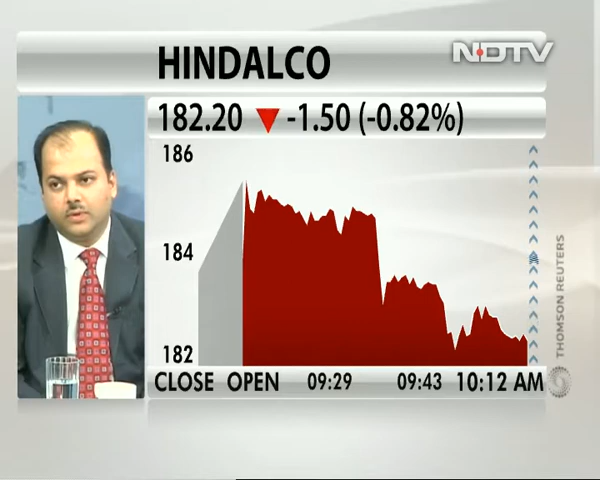 NDTV
HINDALCO
182.20 ▼ -1.50 (-0.82%)
186
184
182
CLOSE OPEN 09:29 09:43 10:12 AM
THOMSON REUTERS